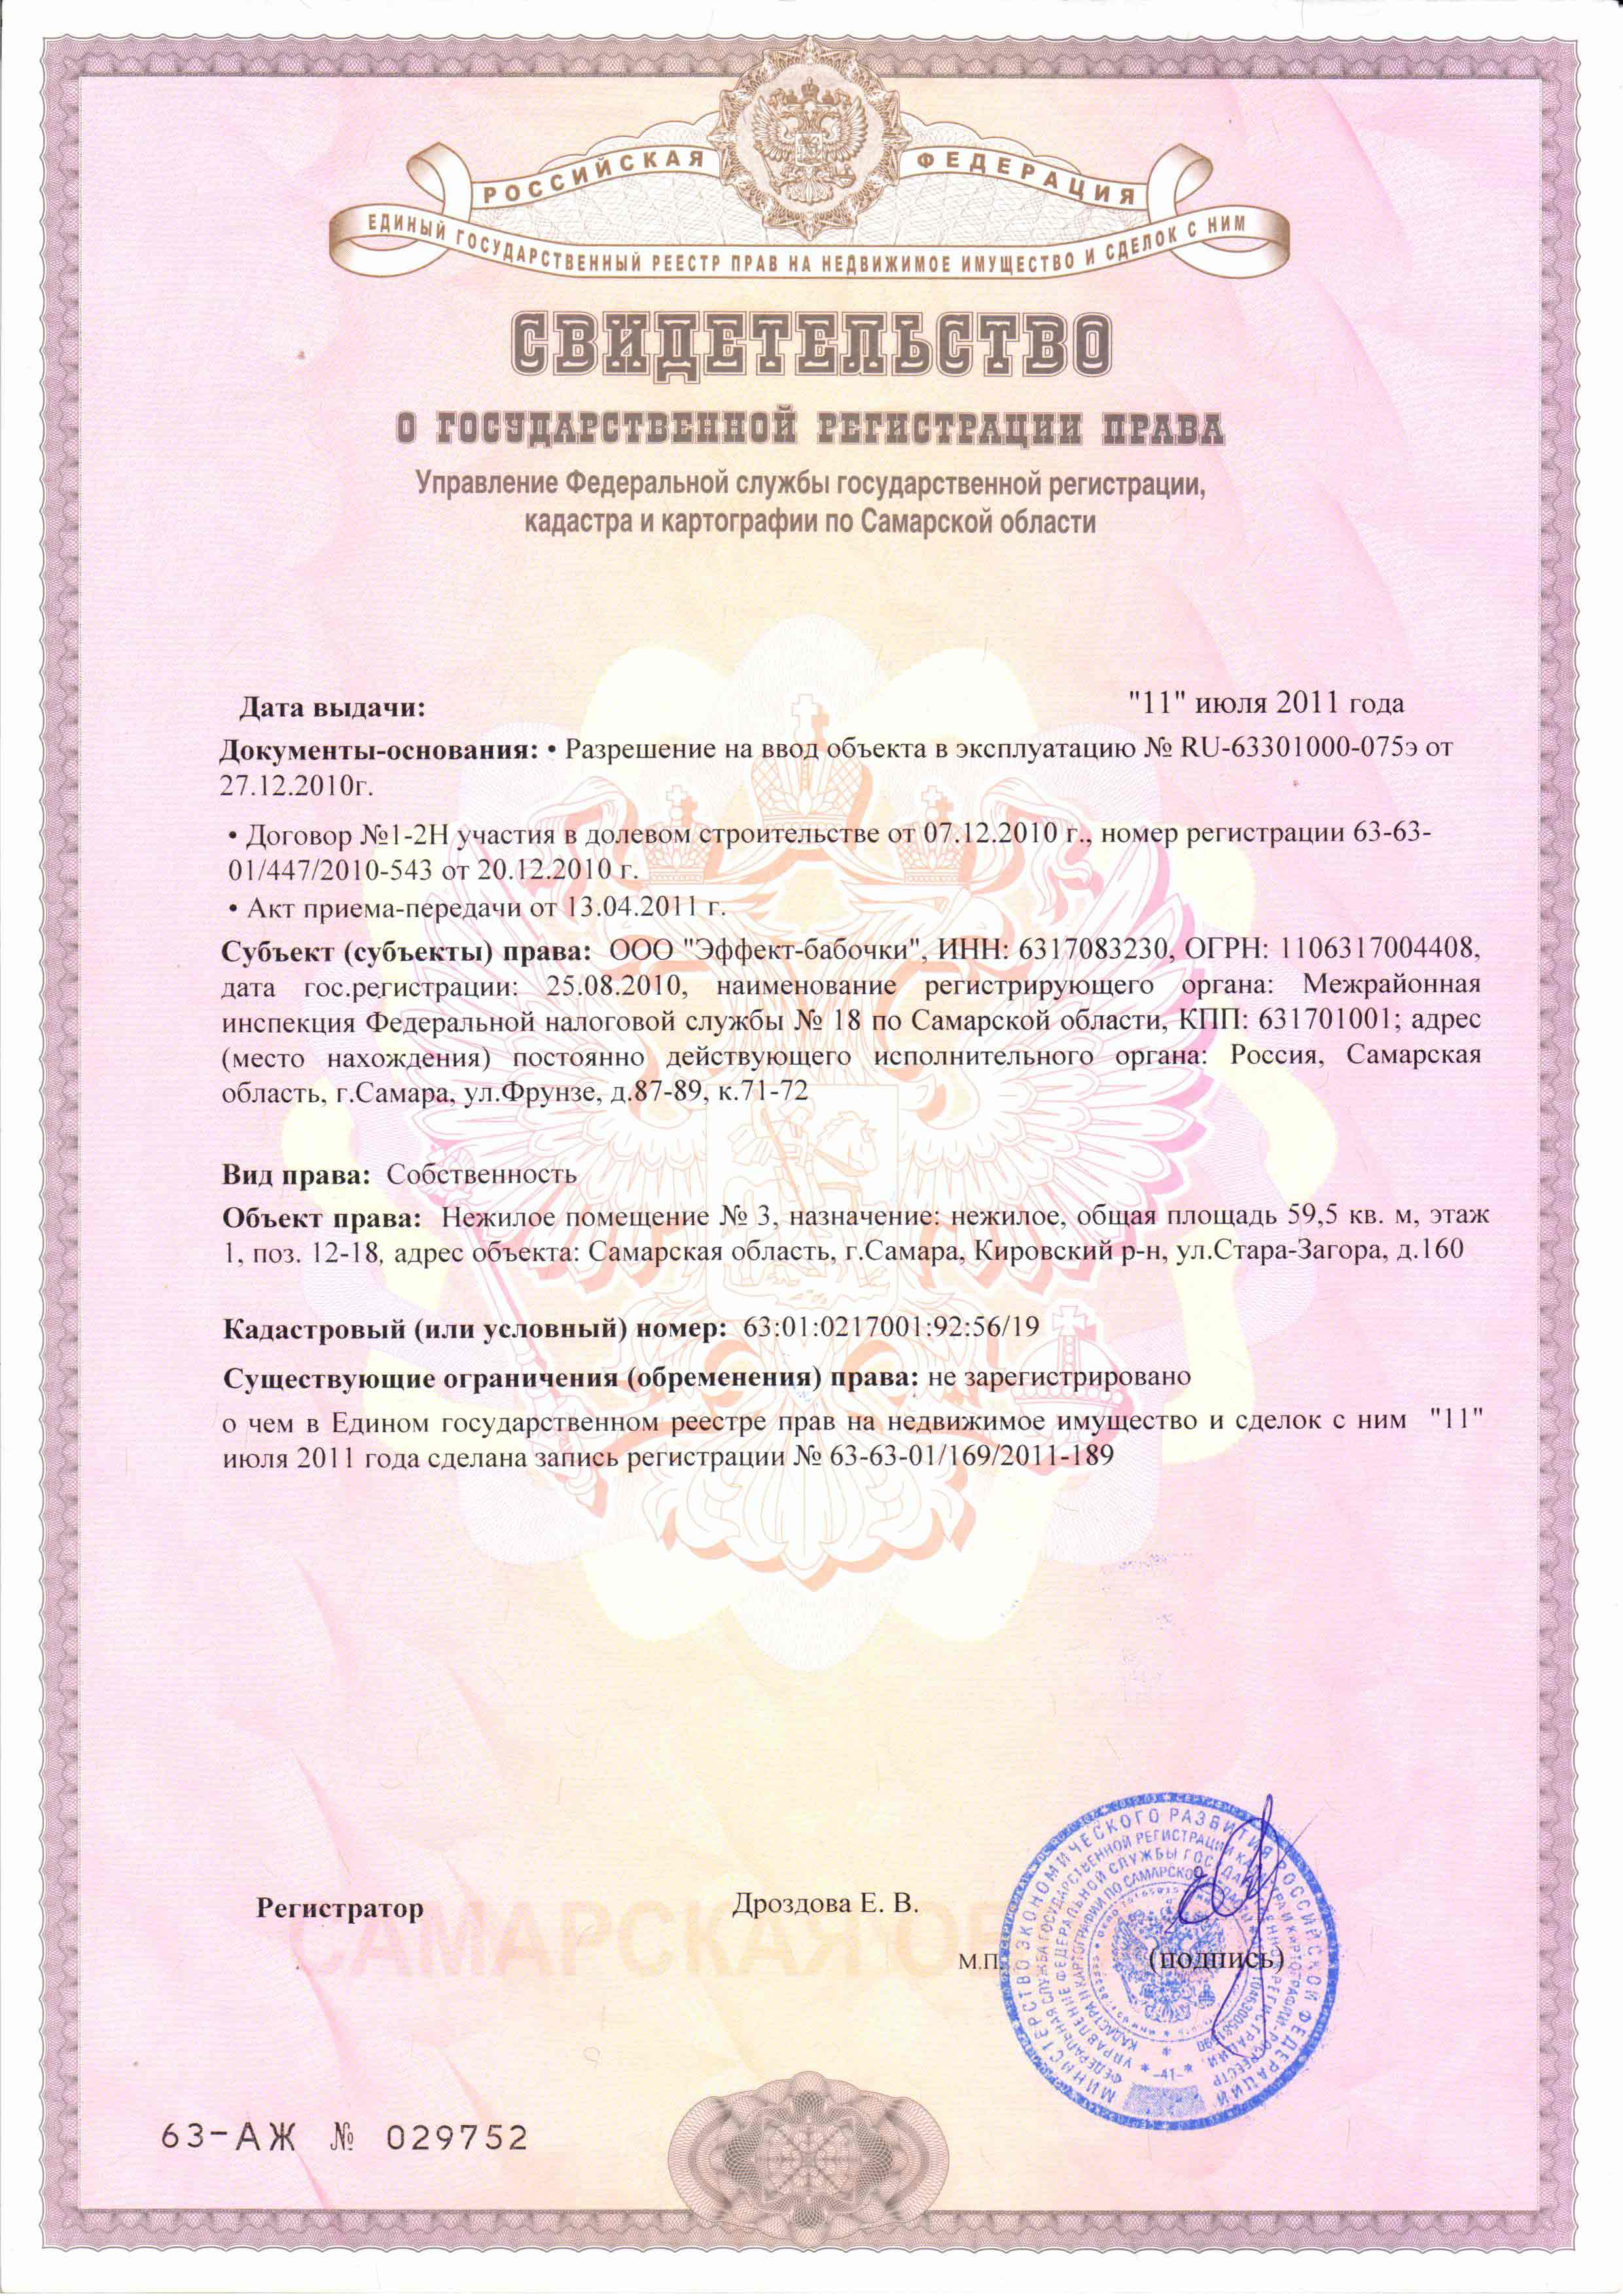 РОССИЙСКАЯ ФЕДЕРАЦИЯ
ЕДИНЫЙ ГОСУДАРСТВЕННЫЙ РЕЕСТР ПРАВ НА НЕДВИЖИМОЕ ИМУЩЕСТВО И СДЕЛОК С НИМ
СВИДЕТЕЛЬСТВО
О ГОСУДАРСТВЕННОЙ РЕГИСТРАЦИИ ПРАВА
Управление Федеральной службы государственной регистрации,
кадастра и картографии по Самарской области
Дата выдачи: "11" июля 2011 года
Документы-основания: • Разрешение на ввод объекта в эксплуатацию № RU-63301000-075э от
27.12.2010г.
• Договор №1-2Н участия в долевом строительстве от 07.12.2010 г., номер регистрации 63-63-
01/447/2010-543 от 20.12.2010 г.
• Акт приема-передачи от 13.04.2011 г.
Субъект (субъекты) права: ООО "Эффект-бабочки", ИНН: 6317083230, ОГРН: 1106317004408,
дата гос.регистрации: 25.08.2010, наименование регистрирующего органа: Межрайонная
инспекция Федеральной налоговой службы № 18 по Самарской области, КПП: 631701001; адрес
(место нахождения) постоянно действующего исполнительного органа: Россия, Самарская
область, г.Самара, ул.Фрунзе, д.87-89, к.71-72
Вид права: Собственность
Объект права: Нежилое помещение № 3, назначение: нежилое, общая площадь 59,5 кв. м, этаж
1, поз. 12-18, адрес объекта: Самарская область, г.Самара, Кировский р-н, ул.Стара-Загора, д.160
Кадастровый (или условный) номер: 63:01:0217001:92:56/19
Существующие ограничения (обременения) права: не зарегистрировано
о чем в Едином государственном реестре прав на недвижимое имущество и сделок с ним "11"
июля 2011 года сделана запись регистрации № 63-63-01/169/2011-189
Регистратор Дроздова Е. В.
САМАРСКАЯ
М.П. (подпись)
МИНИСТЕРСТВО ЭКОНОМИЧЕСКОГО РАЗВИТИЯ РОССИЙСКОЙ ФЕДЕРАЦИИ
-41-
63-АЖ № 029752